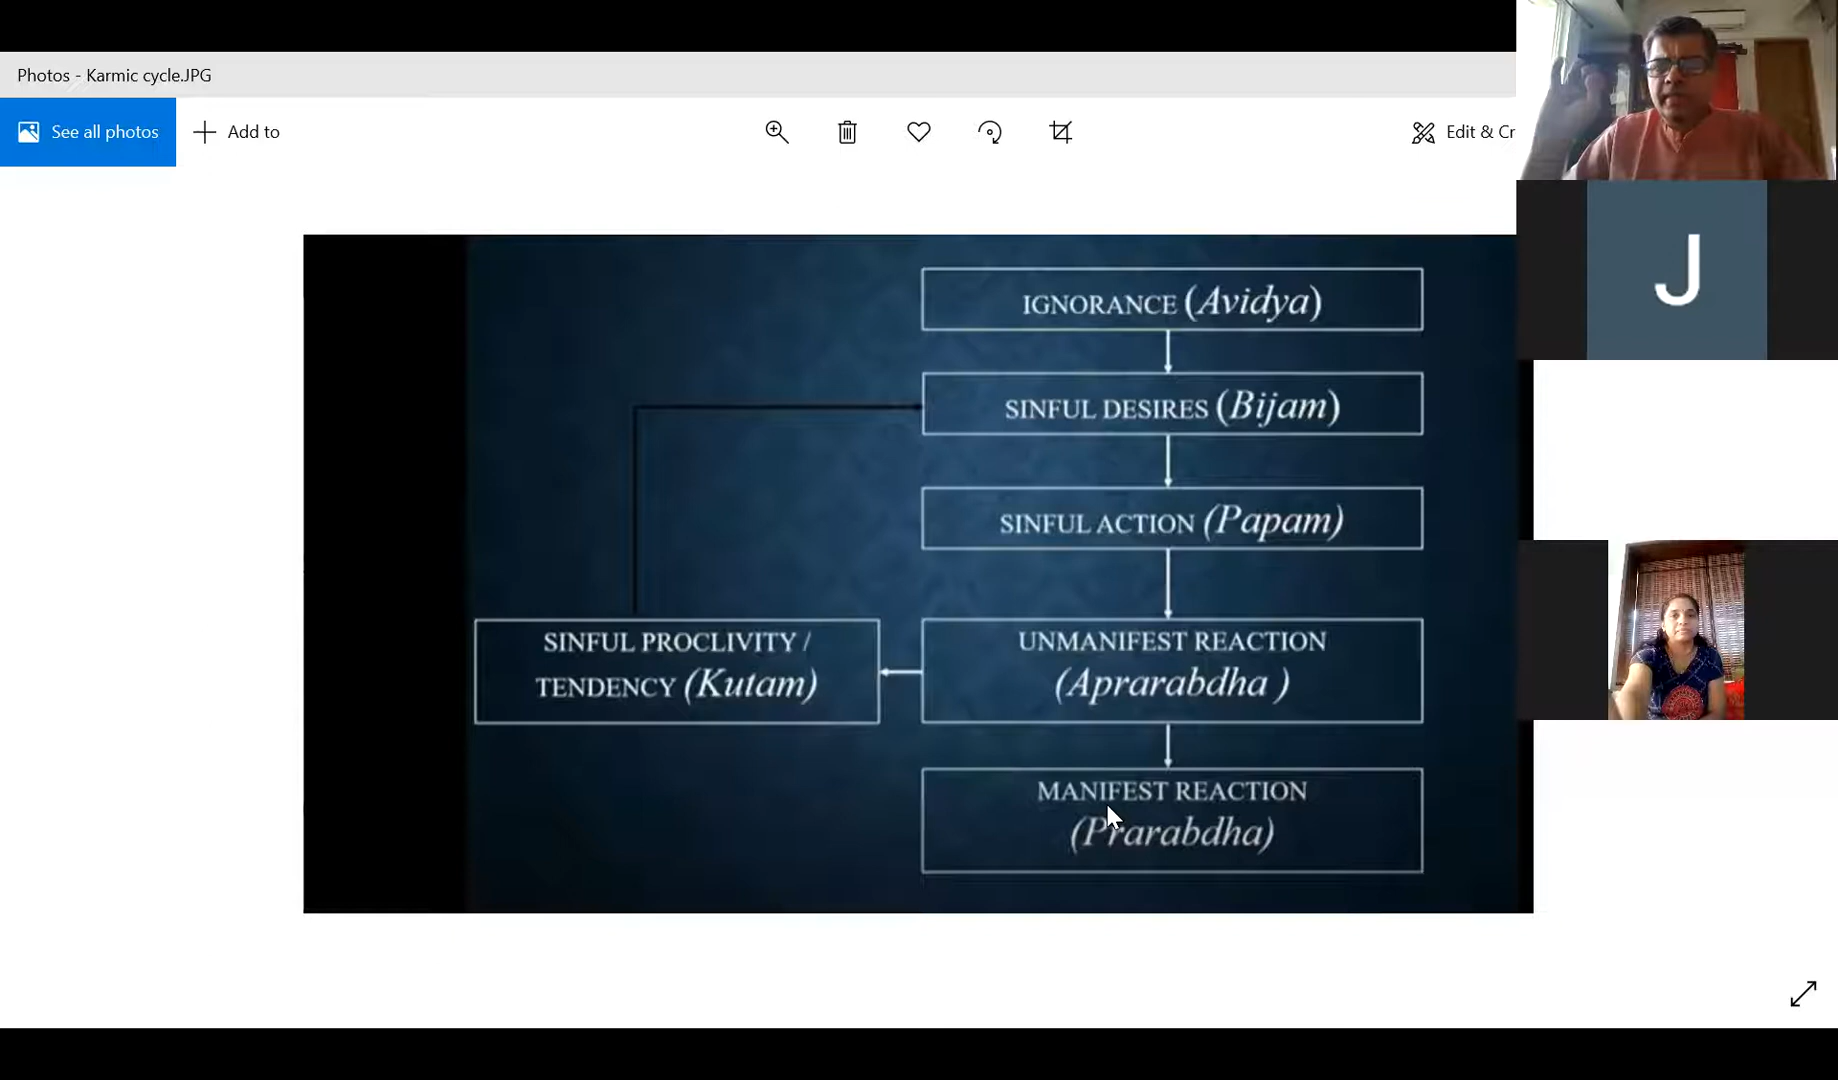 Photos - Karmic cycle.JPG
See all photos
Add to
Edit & Cr
J
IGNORANCE (Avidya)
SINFUL DESIRES (Bijam)
SINFUL ACTION (Papam)
SINFUL PROCLIVITY /
TENDENCY (Kutam)
UNMANIFEST REACTION
(Aprarabdha )
MANIFEST REACTION
(Prarabdha)